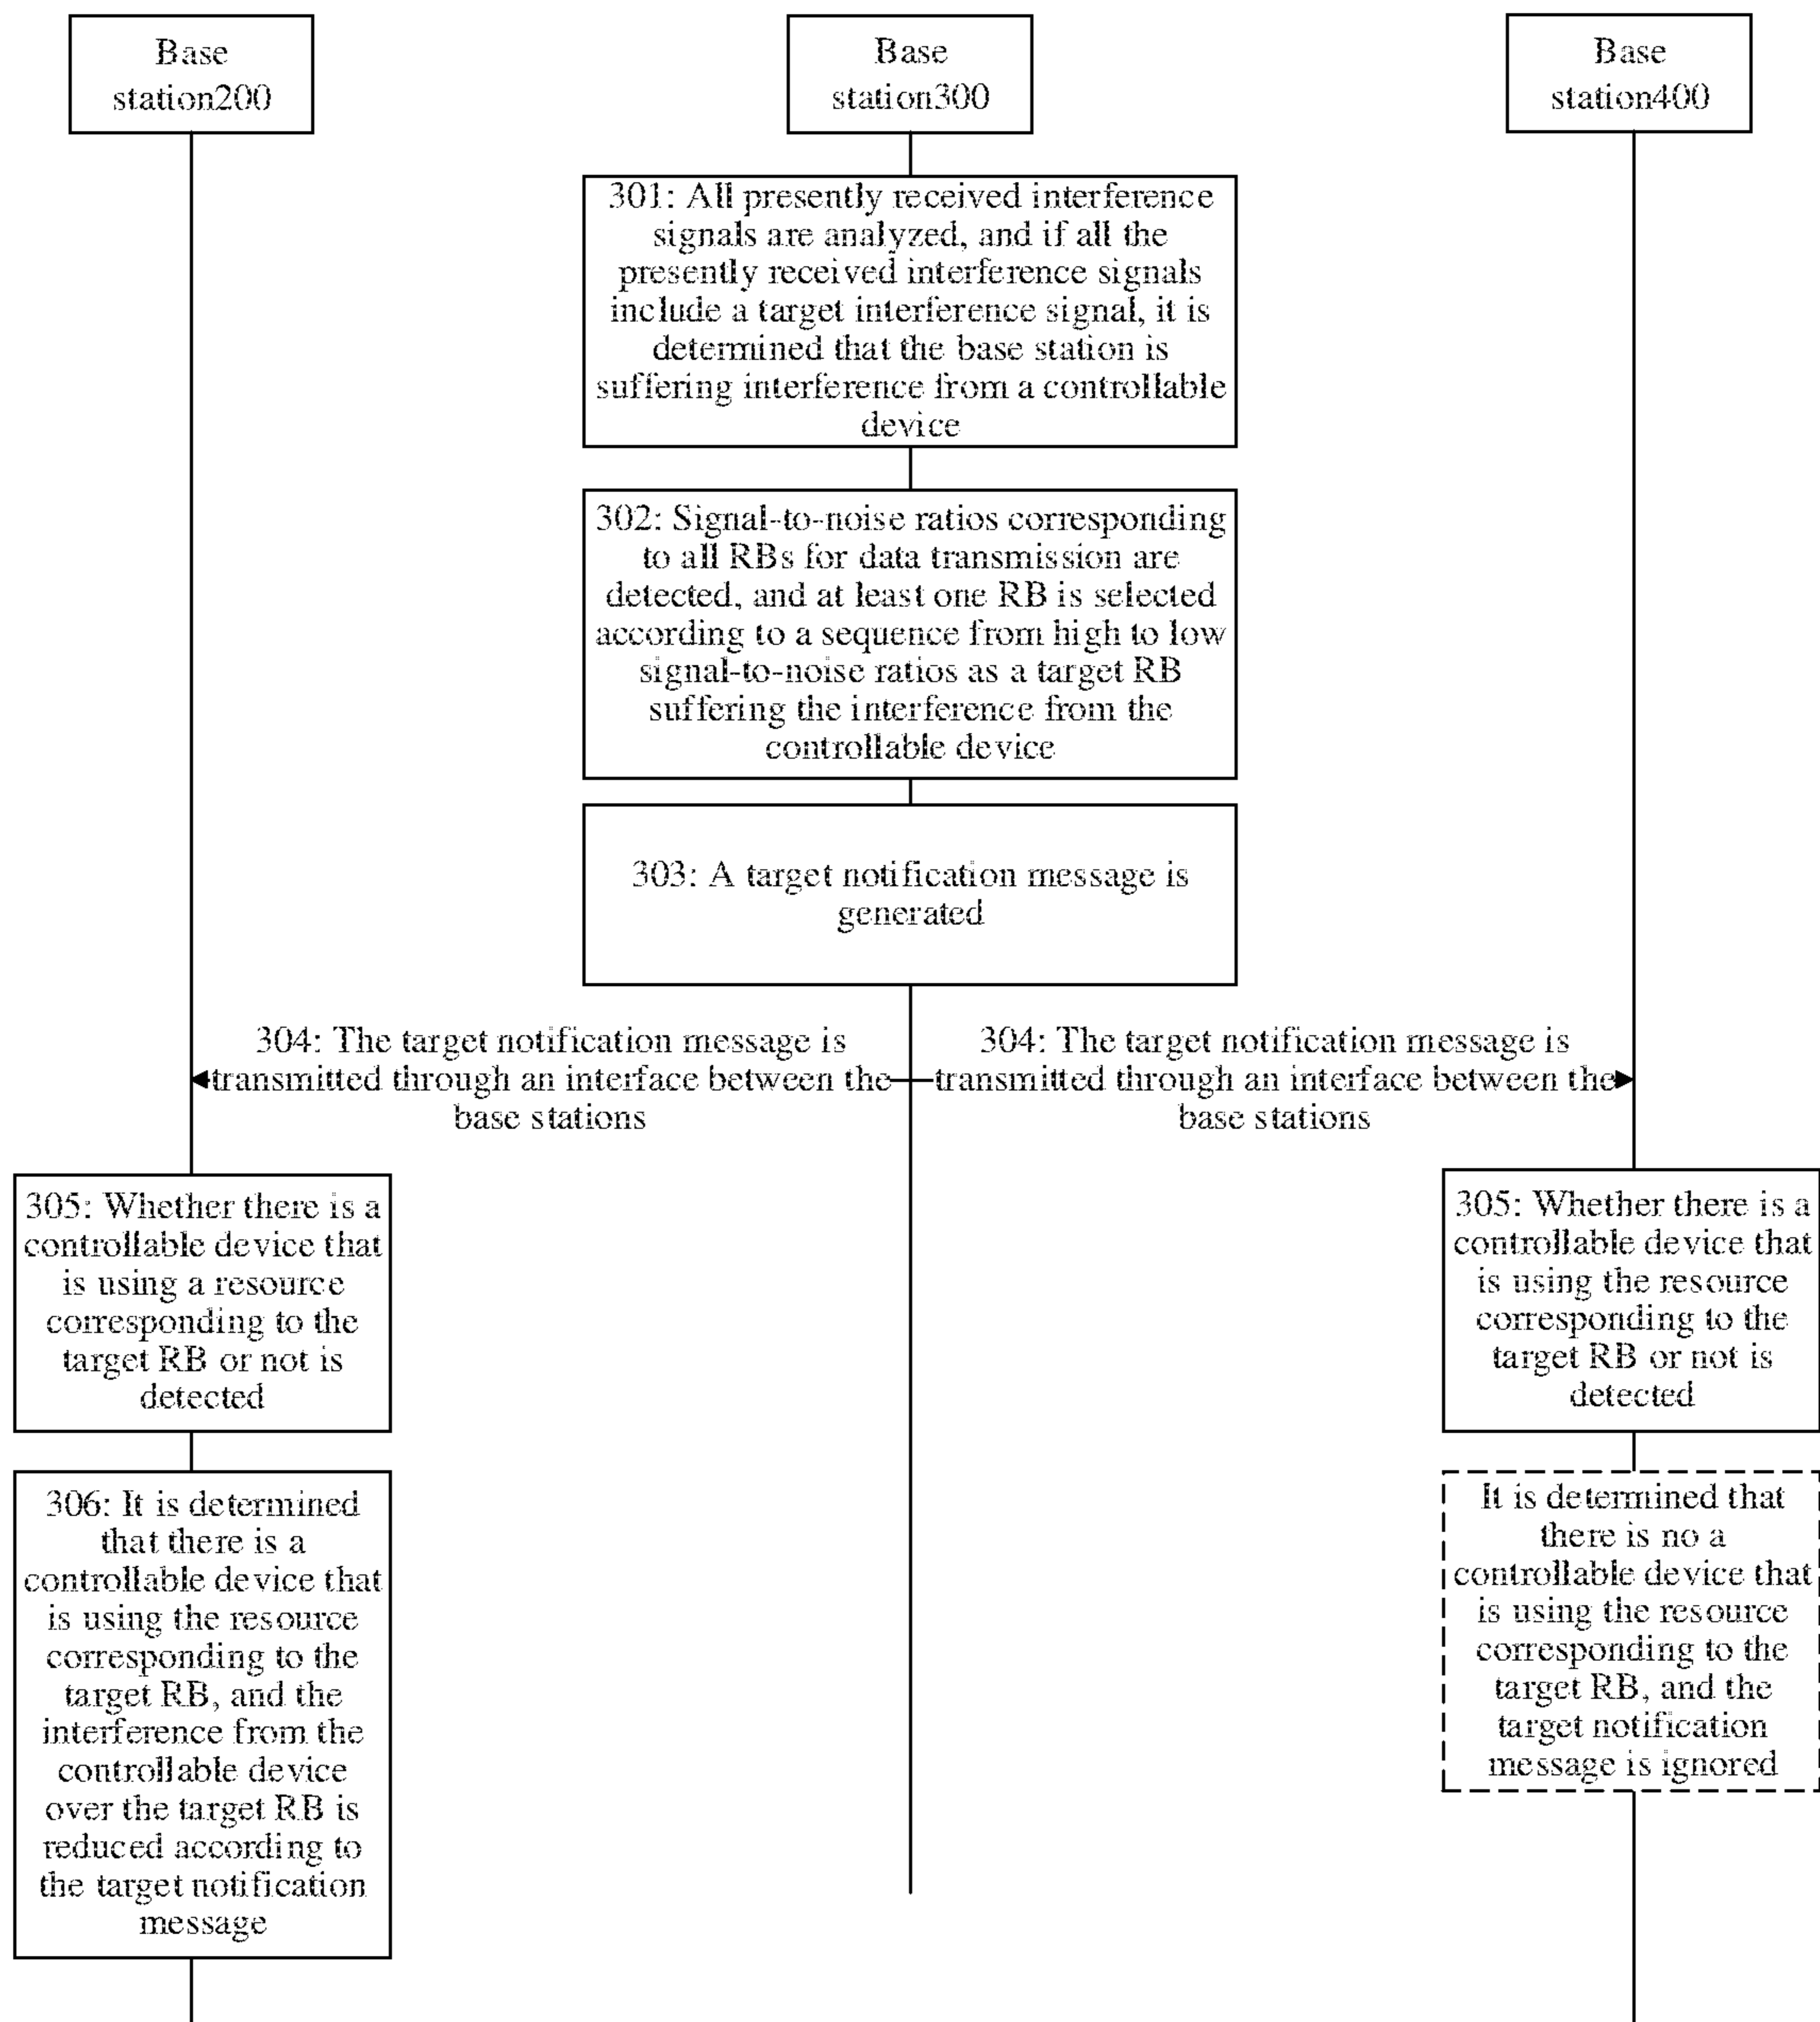 Base
station200
Base
station300
Base
station400
301: All presently received interference
signals are analyzed, and if all the
presently received interference signals
include a target interference signal, it is
determined that the base station is
suffering interference from a controllable
device
302: Signal-to-noise ratios corresponding
to all RBs for data transmission are
detected, and at least one RB is selected
according to a sequence from high to low
signal-to-noise ratios as a target RB
suffering the interference from the
controllable device
303: A target notification message is
generated
304: The target notification message is
transmitted through an interface between the
base stations
304: The target notification message is
transmitted through an interface between the
base stations
305: Whether there is a
controllable device that
is using a resource
corresponding to the
target RB or not is
detected
305: Whether there is a
controllable device that
is using the resource
corresponding to the
target RB or not is
detected
306: It is determined
that there is a
controllable device that
is using the resource
corresponding to the
target RB, and the
interference from the
controllable device
over the target RB is
reduced according to
the target notification
message
It is determined that
there is no a
controllable device that
is using the resource
corresponding to the
target RB, and the
target notification
message is ignored